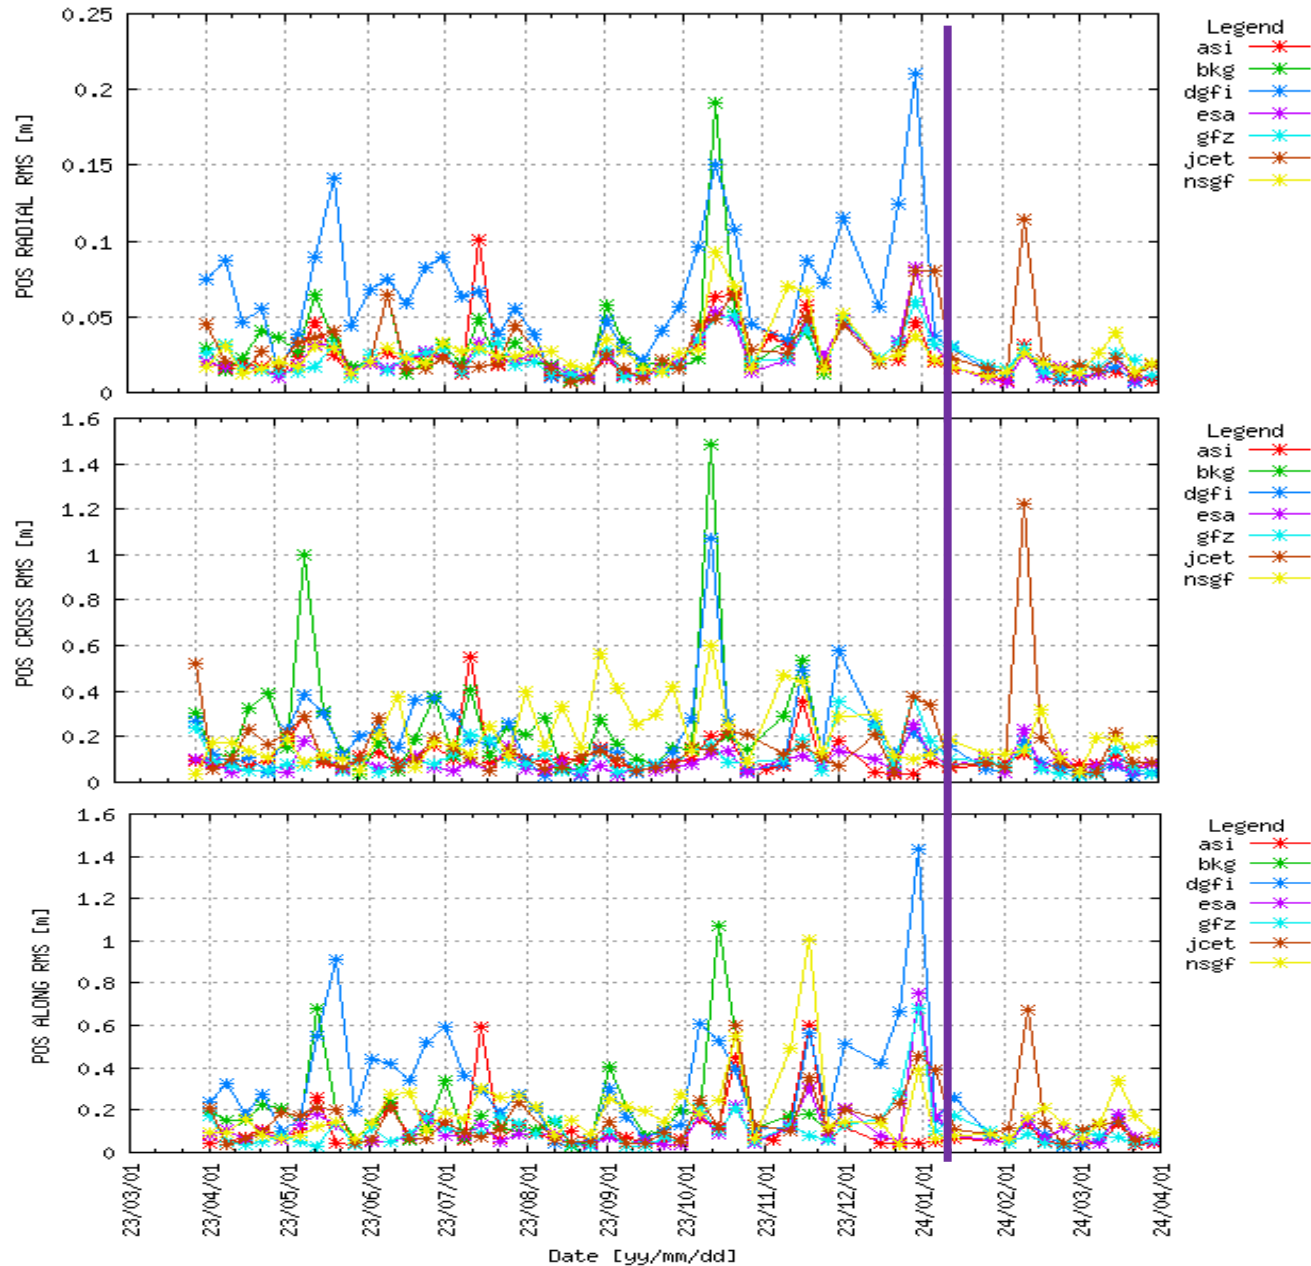 0.25
0.2
0.15
0.1
0.05
0
POS RADIAL RMS [m]
Legend
asi
bkg
dgfi
esa
gfz
jcet
nsgf
1.6
1.4
1.2
1
0.8
0.6
0.4
0.2
0
POS CROSS RMS [m]
Legend
asi
bkg
dgfi
esa
gfz
jcet
nsgf
1.6
1.4
1.2
1
0.8
0.6
0.4
0.2
0
POS ALONG RMS [m]
Legend
asi
bkg
dgfi
esa
gfz
jcet
nsgf
23/03/01
23/04/01
23/05/01
23/06/01
23/07/01
23/08/01
23/09/01
23/10/01
23/11/01
23/12/01
24/01/01
24/02/01
24/03/01
24/04/01
Date [yy/mm/dd]